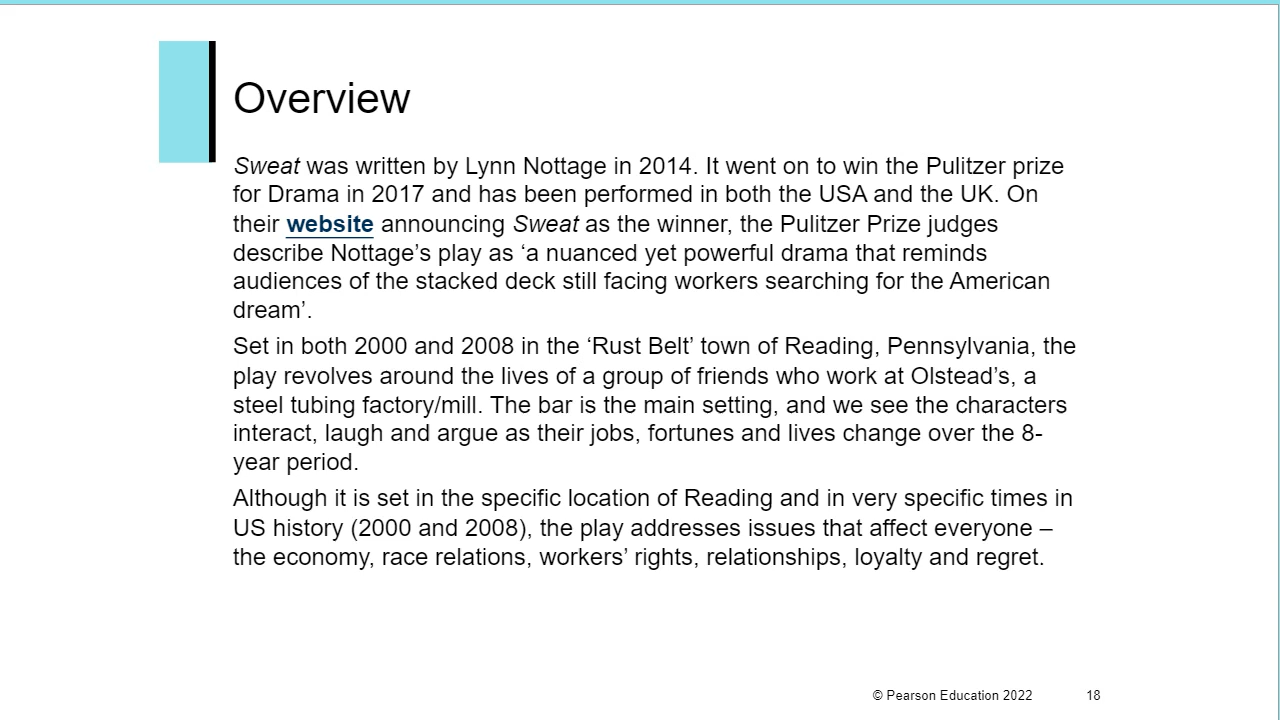 Overview
Sweat was written by Lynn Nottage in 2014. It went on to win the Pulitzer prize
for Drama in 2017 and has been performed in both the USA and the UK. On
their website announcing Sweat as the winner, the Pulitzer Prize judges
describe Nottage’s play as ‘a nuanced yet powerful drama that reminds
audiences of the stacked deck still facing workers searching for the American
dream’.
Set in both 2000 and 2008 in the ‘Rust Belt’ town of Reading, Pennsylvania, the
play revolves around the lives of a group of friends who work at Olstead’s, a
steel tubing factory/mill. The bar is the main setting, and we see the characters
interact, laugh and argue as their jobs, fortunes and lives change over the 8-
year period.
Although it is set in the specific location of Reading and in very specific times in
US history (2000 and 2008), the play addresses issues that affect everyone –
the economy, race relations, workers’ rights, relationships, loyalty and regret.
© Pearson Education 2022 18